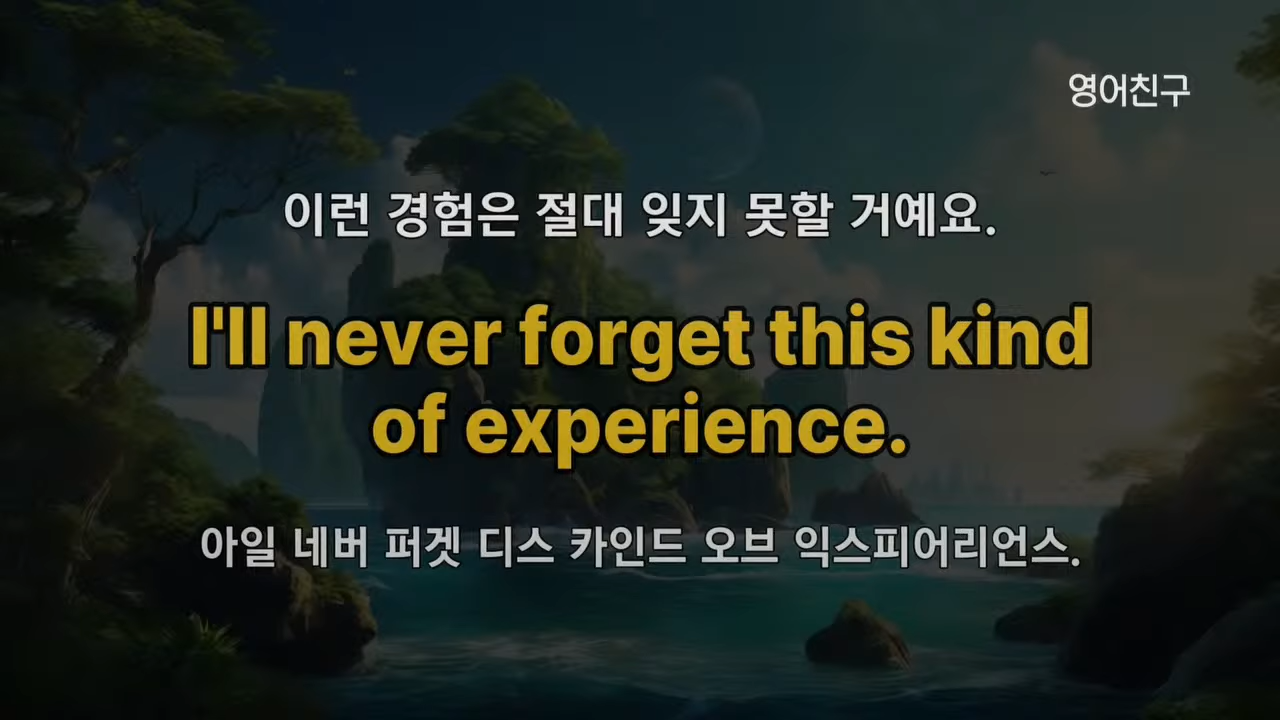 영어친구
이런 경험은 절대 잊지 못할 거예요.
I'll never forget this kind
of experience.
아일 네버 퍼겟 디스 카인드 오브 익스피어리언스.